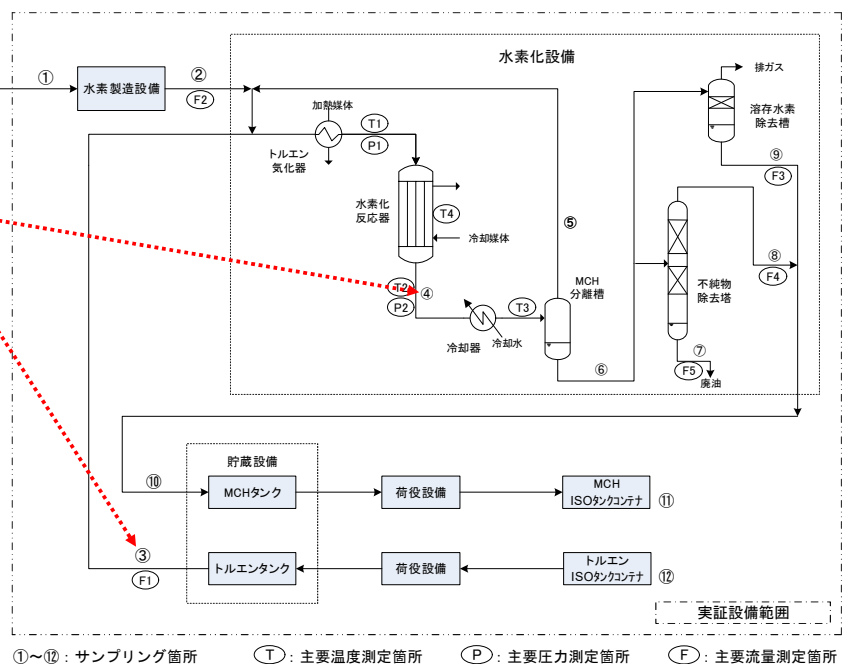 水素化設備
①
水素製造設備
②
F2
加熱媒体
トルエン
気化器
T1
P1
水素化
反応器
T4
冷却媒体
T2
P2
④
冷却器
冷却水
T3
⑤
MCH
分離槽
⑥
排ガス
溶存水素
除去槽
⑨
F3
⑧
F4
不純物
除去塔
⑦
F5
廃油
貯蔵設備
⑩
MCHタンク
荷役設備
MCH
ISOタンクコンテナ
⑪
③
F1
トルエンタンク
荷役設備
トルエン
ISOタンクコンテナ
⑫
実証設備範囲
①~⑫:サンプリング箇所
T:主要温度測定箇所
P:主要圧力測定箇所
F:主要流量測定箇所